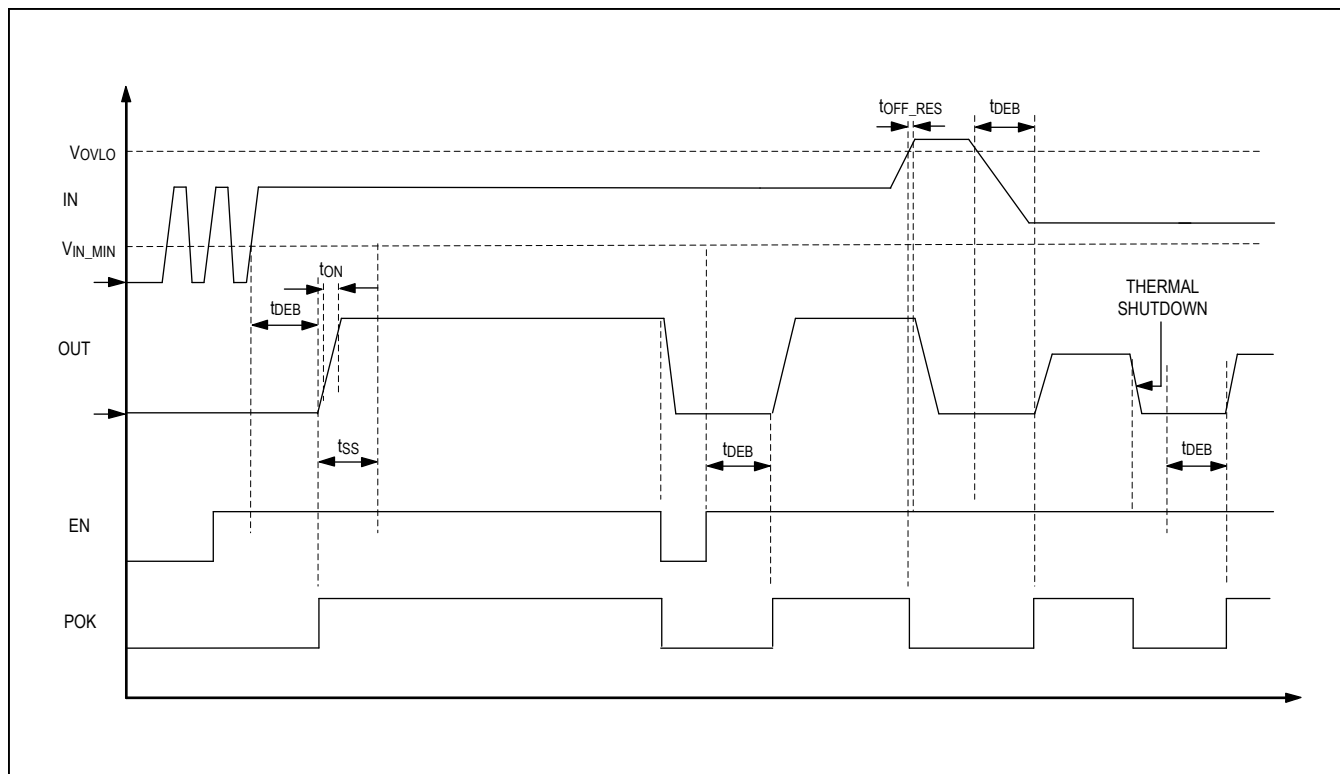 tOFF_RES
tDEB
VOVLO
IN
VIN_MIN
tON
tDEB
THERMAL
SHUTDOWN
OUT
tSS
tDEB
tDEB
EN
POK